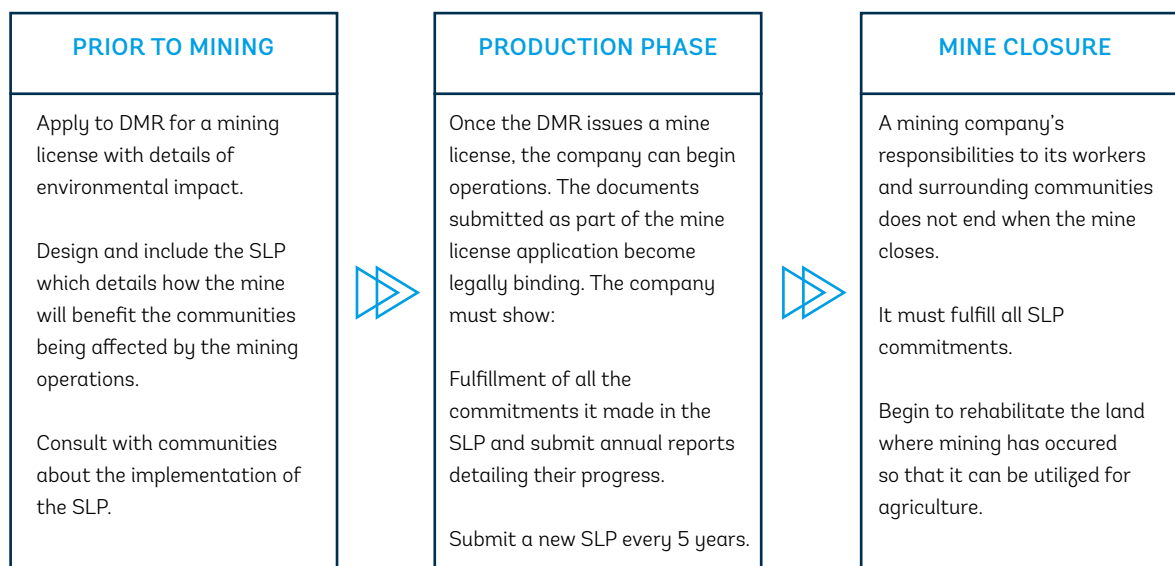 PRIOR TO MINING
Apply to DMR for a mining
license with details of
environmental impact.
Design and include the SLP
which details how the mine
will benefit the communities
being affected by the mining
operations.
Consult with communities
about the implementation of
the SLP.
PRODUCTION PHASE
Once the DMR issues a mine
license, the company can begin
operations. The documents
submitted as part of the mine
license application become
legally binding. The company
must show:
Fulfillment of all the
commitments it made in the
SLP and submit annual reports
detailing their progress.
Submit a new SLP every 5 years.
MINE CLOSURE
A mining company’s
responsibilities to its workers
and surrounding communities
does not end when the mine
closes.
It must fulfill all SLP
commitments.
Begin to rehabilitate the land
where mining has occured
so that it can be utilized for
agriculture.